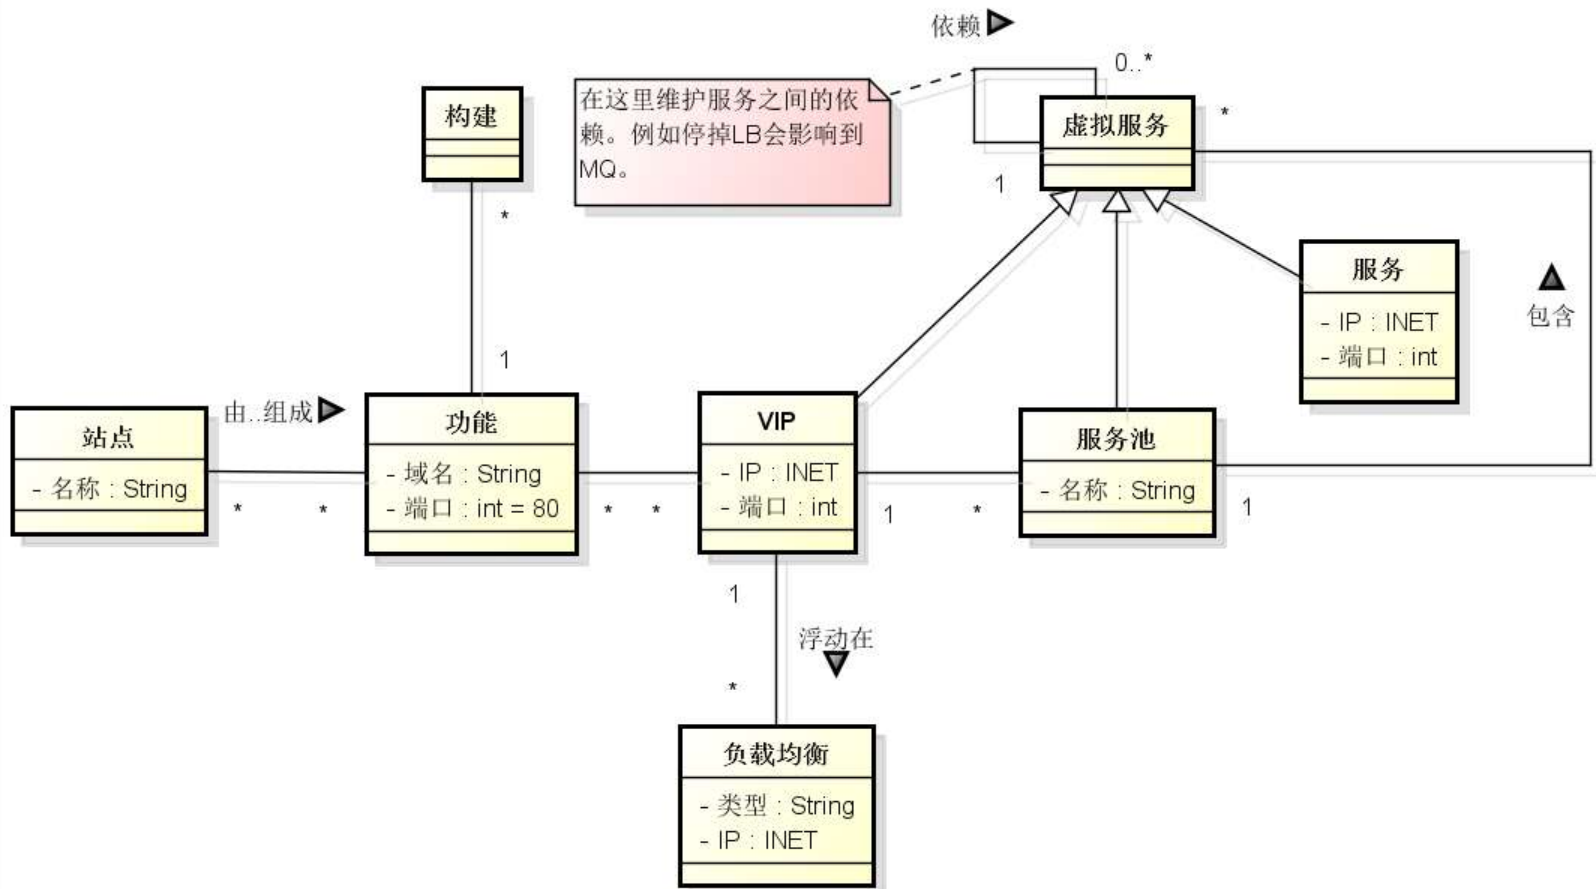 依赖
0..*
构建
在这里维护服务之间的依
赖。例如停掉LB会影响到
MQ。
虚拟服务
*
1
*
服务
- IP : INET
- 端口 : int
包含
1
站点
- 名称 : String
由..组成
功能
- 域名 : String
- 端口 : int = 80
VIP
- IP : INET
- 端口 : int
服务池
- 名称 : String
*
*
*
*
1
*
1
1
浮动在
*
负载均衡
- 类型 : String
- IP : INET